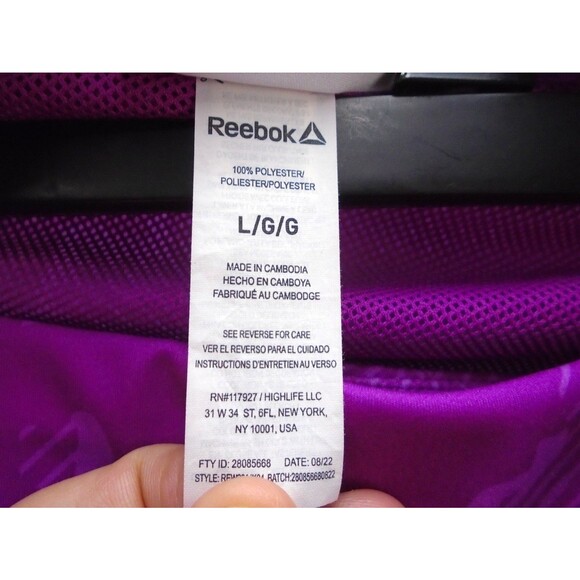 Reebok
100% POLYESTER/
POLIESTER/POLYESTER
L/G/G
MADE IN CAMBODIA
HECHO EN CAMBOYA
FABRIQUÉ AU CAMBODGE
SEE REVERSE FOR CARE
VER EL REVERSO PARA EL CUIDADO
INSTRUCTIONS D'ENTRETIEN AU VERSO
RN#117927 / HIGHLIFE LLC
31 W 34 ST, 6FL, NEW YORK,
NY 10001, USA
FTY ID: 28085668 DATE: 08/22
STYLE: BATCH:280856680822